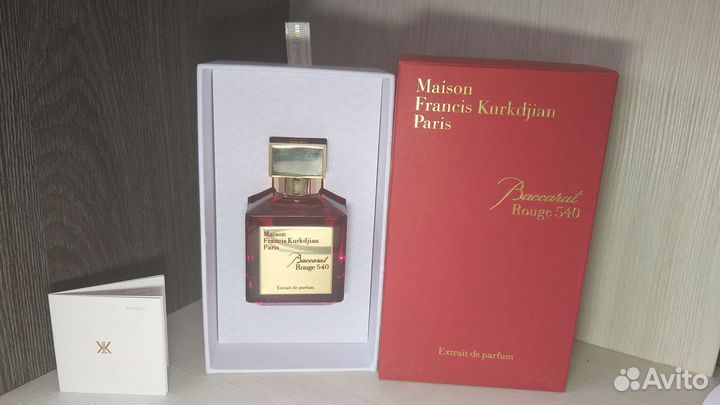 Maison
Francis Kurkdjian
Paris
Baccarat
Rouge 540
Extrait de parfum
Maison
Francis Kurkdjian
Paris
Baccarat
Rouge 540
Extrait de parfum
Avito